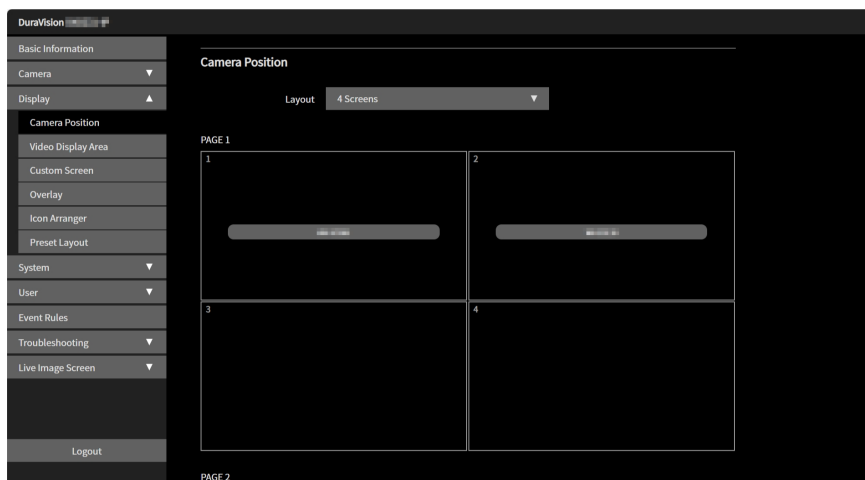 DuraVision
Basic Information
Camera ▼
Display ▲
Camera Position
Video Display Area
Custom Screen
Overlay
Icon Arranger
Preset Layout
System ▼
User ▼
Event Rules
Troubleshooting ▼
Live Image Screen ▼
Logout
Camera Position
Layout 4 Screens ▼
PAGE 1
1 2
3 4
PAGE 2